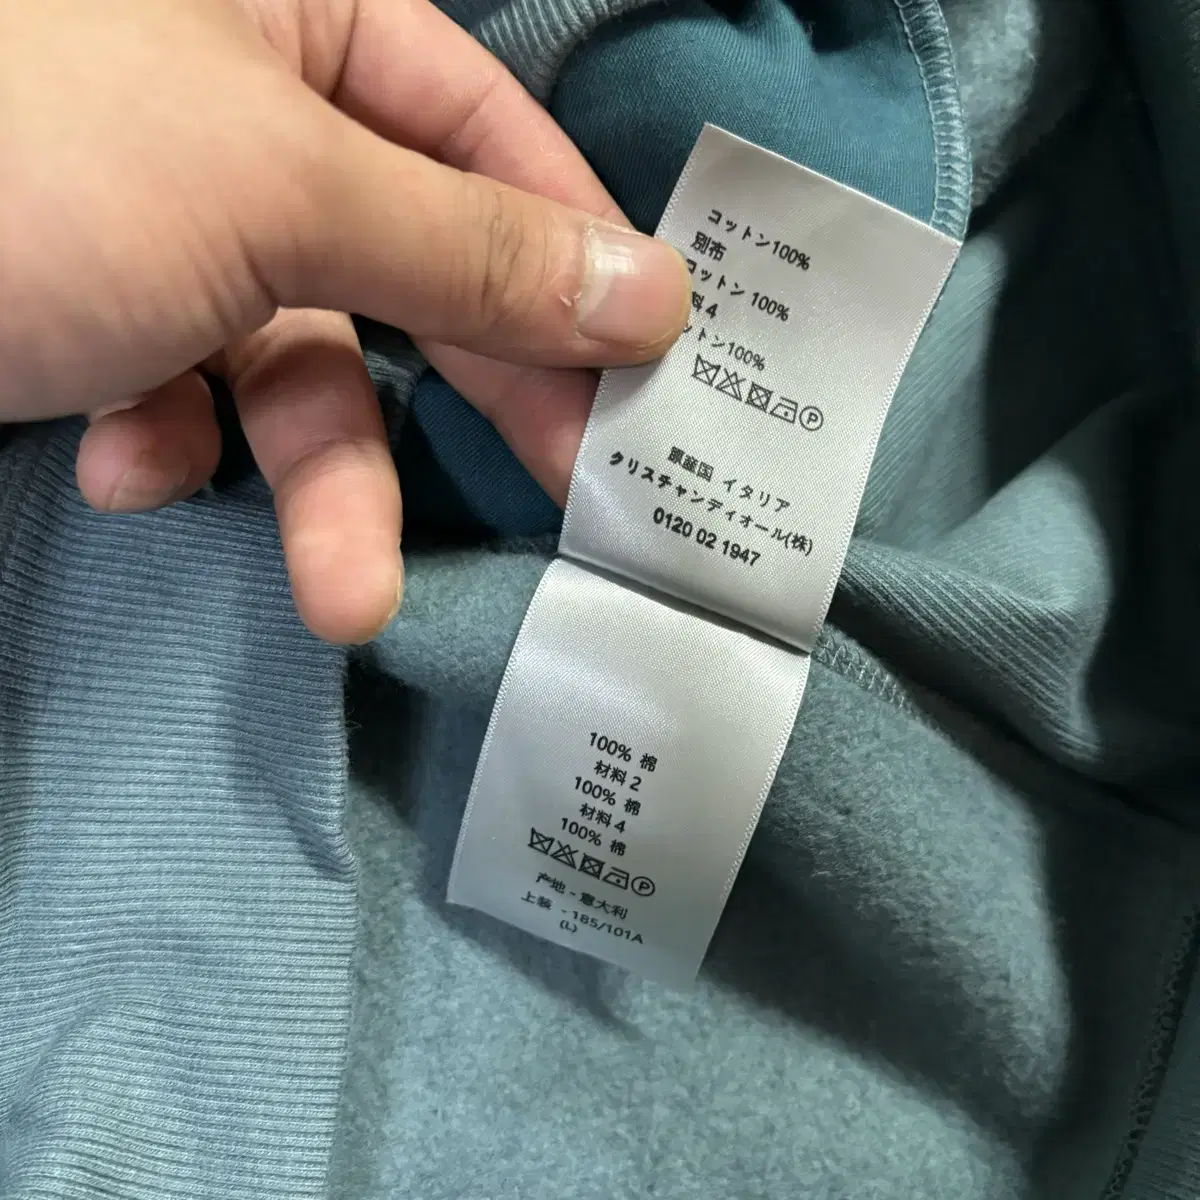 コットン100%
別布
コットン 100%
料4
ットン100%
P
原産国 イタリア
クリスチャンディオール(株)
0120 02 1947
100% 棉
材料2
100% 棉
材料4
100% 棉
P
产地 - 意大利
上装 - 185/101A
(L)